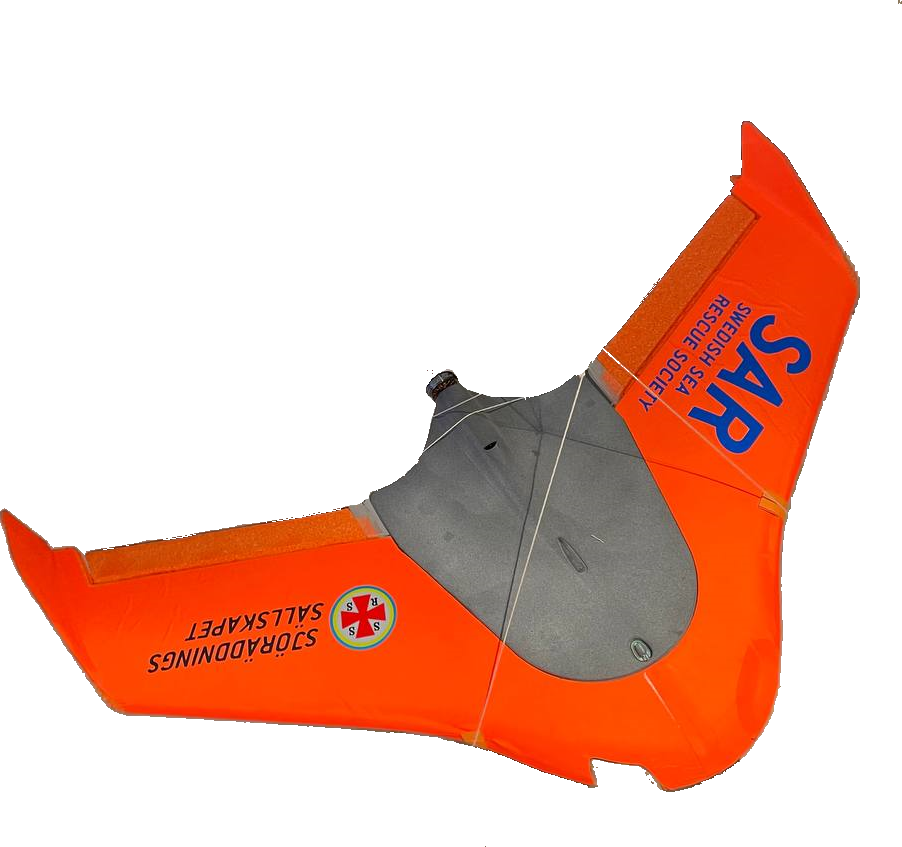 SAR
SWEDISH SEA
RESCUE SOCIETY
SJÖRÄDDNINGS
SÄLLSKAPET
S S
R S